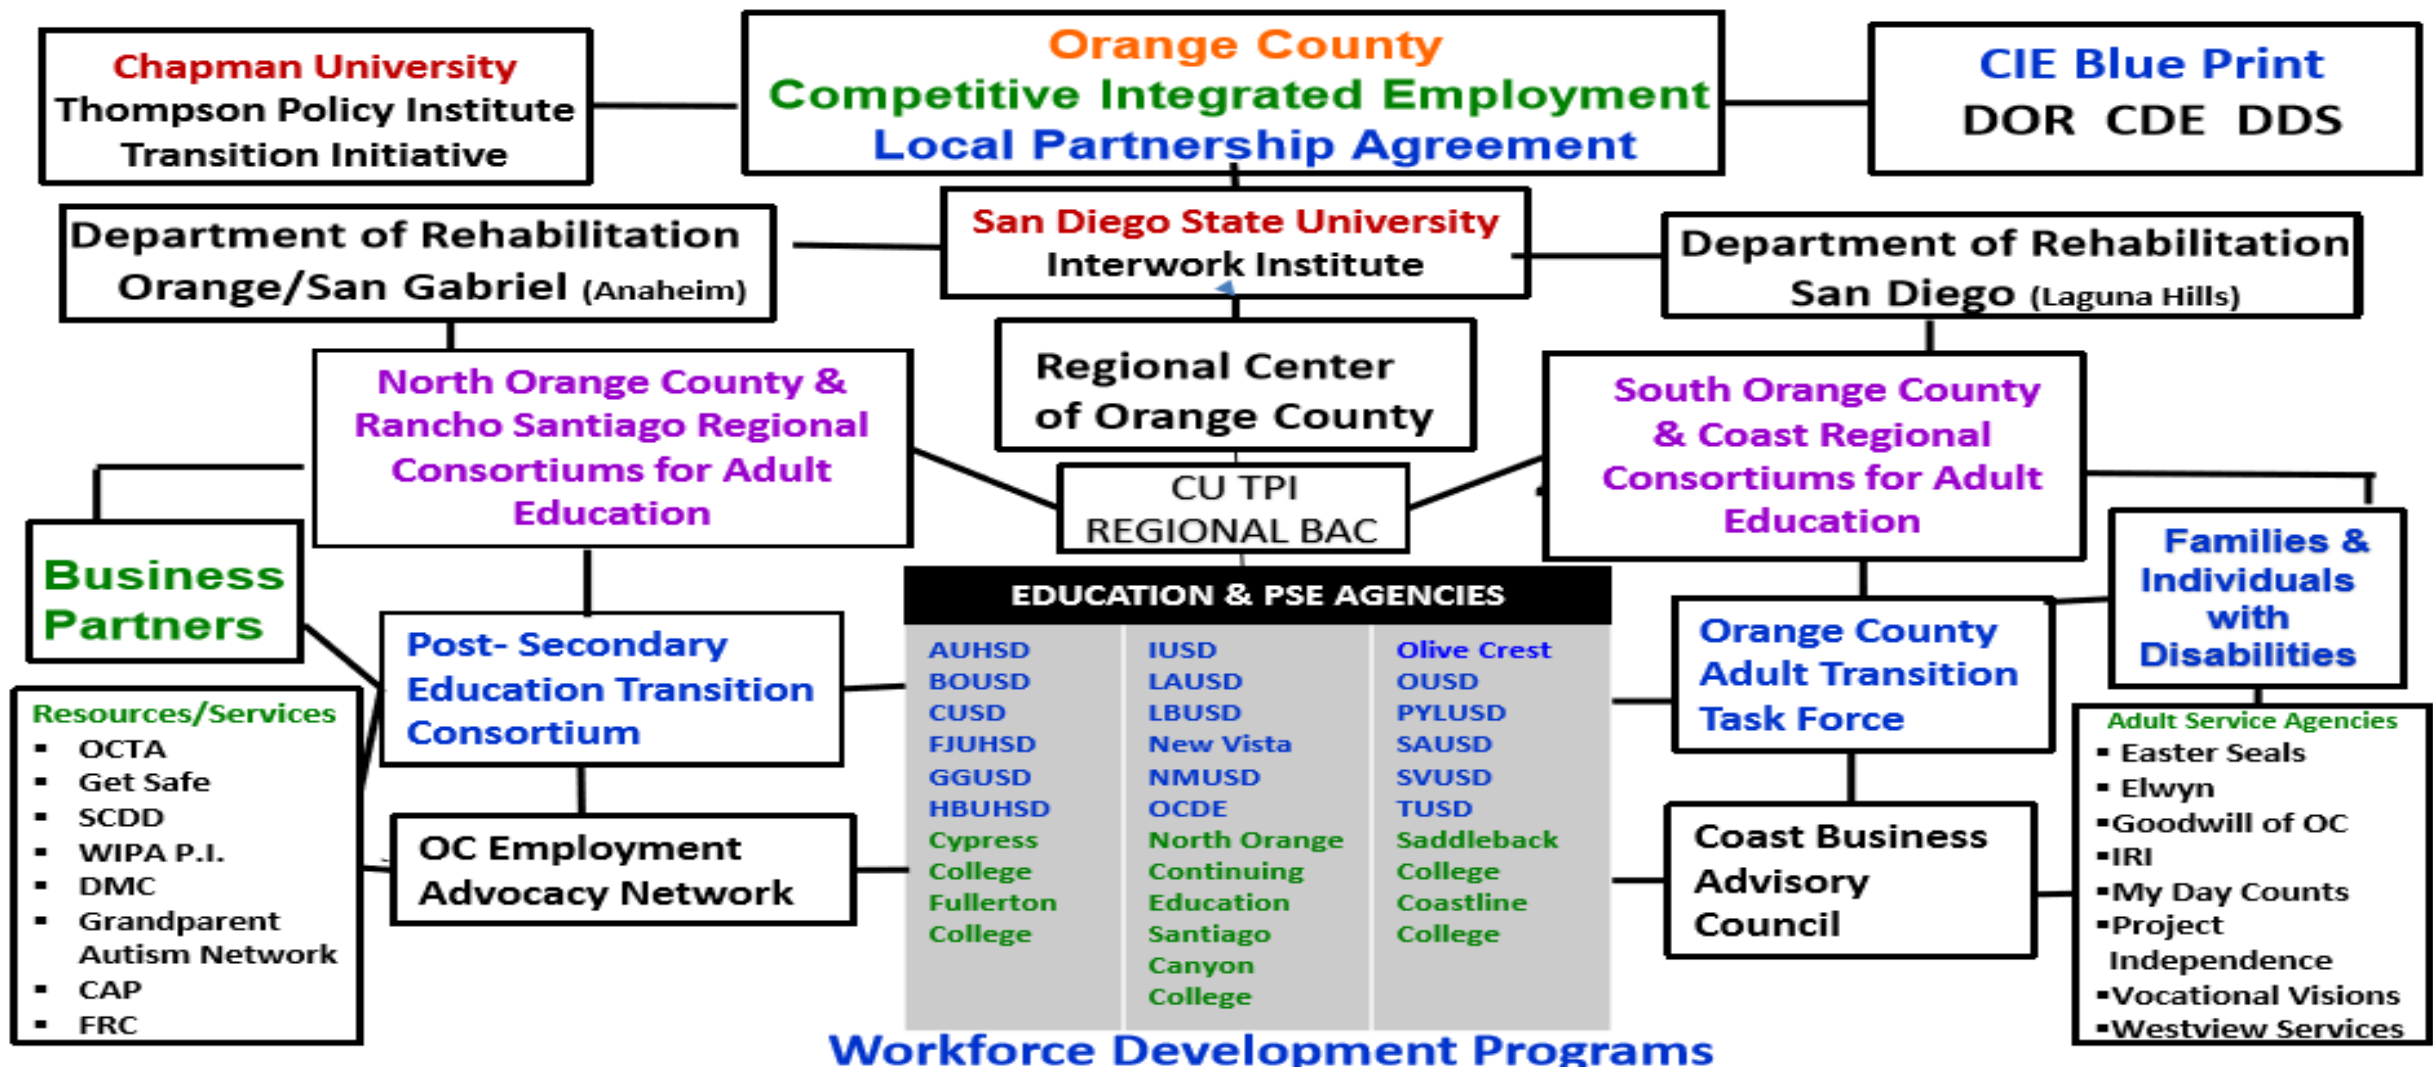 Chapman University
Thompson Policy Institute
Transition Initiative
Orange County
Competitive Integrated Employment
Local Partnership Agreement
CIE Blue Print
DOR CDE DDS
Department of Rehabilitation
Orange/San Gabriel (Anaheim)
San Diego State University
Interwork Institute
Department of Rehabilitation
San Diego (Laguna Hills)
North Orange County &
Rancho Santiago Regional
Consortiums for Adult
Education
Regional Center
of Orange County
South Orange County
& Coast Regional
Consortiums for Adult
Education
CU TPI
REGIONAL BAC
Business
Partners
Families &
Individuals
with
Disabilities
Post- Secondary
Education Transition
Consortium
EDUCATION & PSE AGENCIES
AUHSD
BOUSD
CUSD
FJUHSD
GGUSD
HBUHSD
Cypress
College
Fullerton
College
IUSD
LAUSD
LBUSD
New Vista
NMUSD
OCDE
North Orange
Continuing
Education
Santiago
Canyon
College
Olive Crest
OUSD
PYLUSD
SAUSD
SVUSD
TUSD
Saddleback
College
Coastline
College
Orange County
Adult Transition
Task Force
Resources/Services
▪ OCTA
▪ Get Safe
▪ SCDD
▪ WIPA P.I.
▪ DMC
▪ Grandparent
Autism Network
▪ CAP
▪ FRC
OC Employment
Advocacy Network
Coast Business
Advisory
Council
Adult Service Agencies
▪ Easter Seals
▪ Elwyn
▪Goodwill of OC
▪IRI
▪My Day Counts
▪Project
Independence
▪Vocational Visions
▪Westview Services
Workforce Development Programs